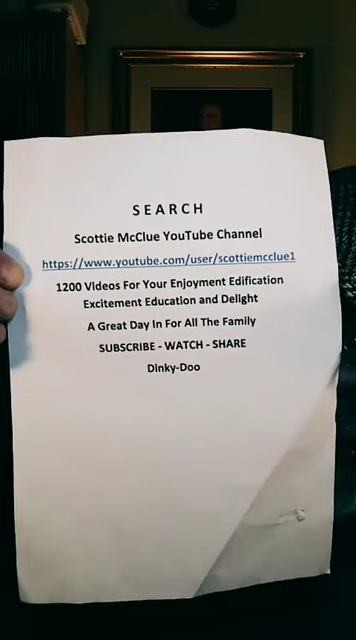 SEARCH
Scottie McClue YouTube Channel
https://www.youtube.com/user/scottiemcclue1
1200 Videos For Your Enjoyment Edification
Excitement Education and Delight
A Great Day In For All The Family
SUBSCRIBE - WATCH - SHARE
Dinky-Doo